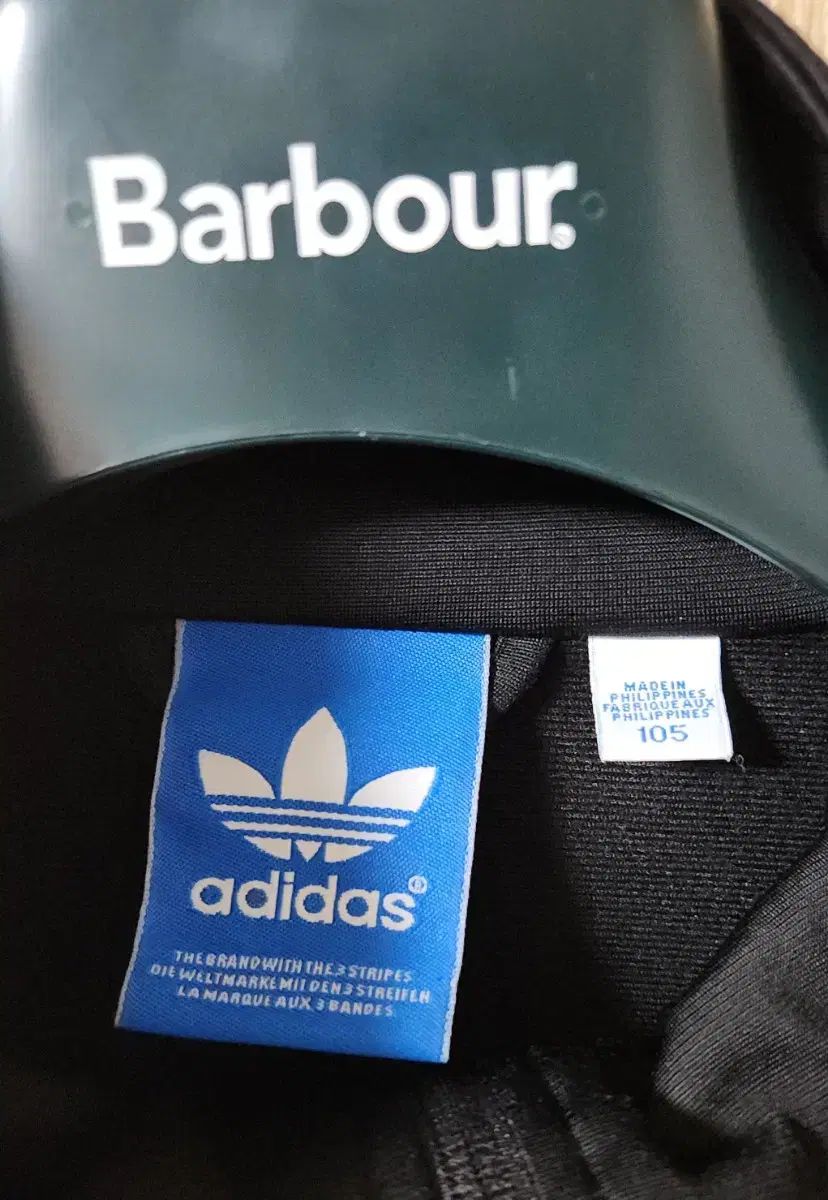 Barbour
adidas®
THE BRAND WITH THE 3 STRIPES
DIE WELTMARKE MIT DEN 3 STREIFEN
LA MARQUE AUX 3 BANDES
MADE IN
PHILIPPINES
FABRIQUE AUX
PHILIPPINES
105